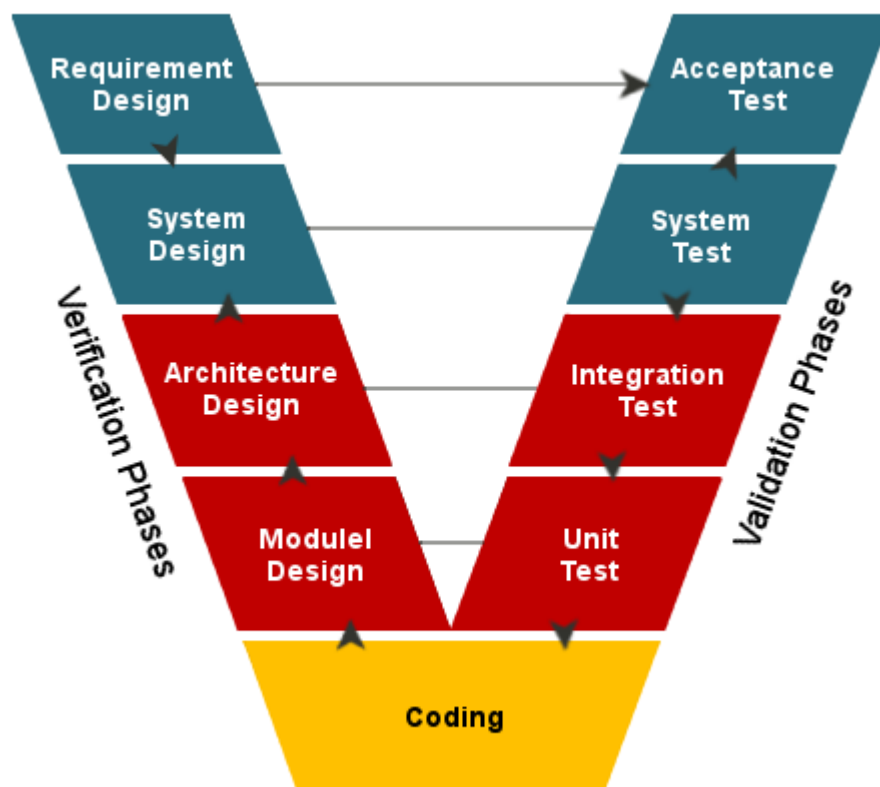 Requirement
Design
Acceptance
Test
System
Design
System
Test
Verification Phases
Validation Phases
Architecture
Design
Integration
Test
Modulel
Design
Unit
Test
Coding